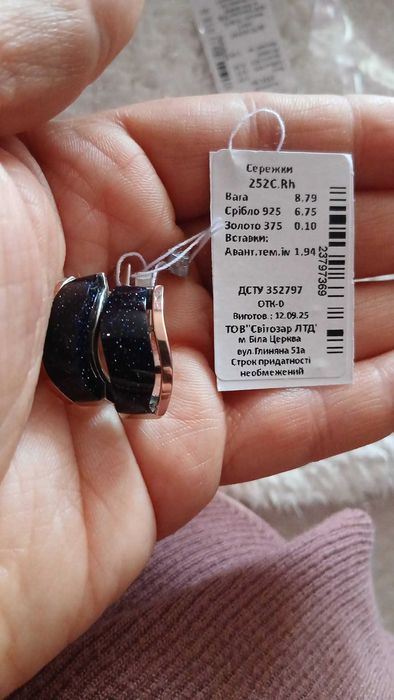 Сережки
252С.Rh
Вага 8.79
Срібло 925 6.75
Золото 375 0.10
Вставки:
Авант.тем.ім 1.94
ДСТУ 352797
ОТК-0
Виготов : 12.09.25
ТОВ"Світозар ЛТД'
м. Біла Церква
вул.Глиняна 51а
Строк придатності
необмежений
23797369